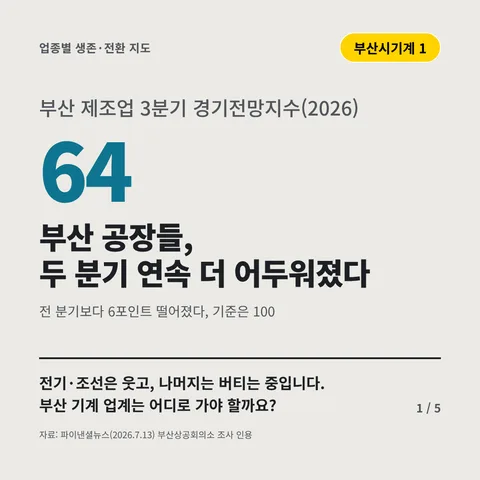 업종별 생존·전환 지도
부산시기계 1
부산 제조업 3분기 경기전망지수(2026)
64
부산 공장들,
두 분기 연속 더 어두워졌다
전 분기보다 6포인트 떨어졌다, 기준은 100
전기·조선은 웃고, 나머지는 버티는 중입니다.
부산 기계 업계는 어디로 가야 할까요?
1 / 5
자료: 파이낸셜뉴스(2026.7.13) 부산상공회의소 조사 인용